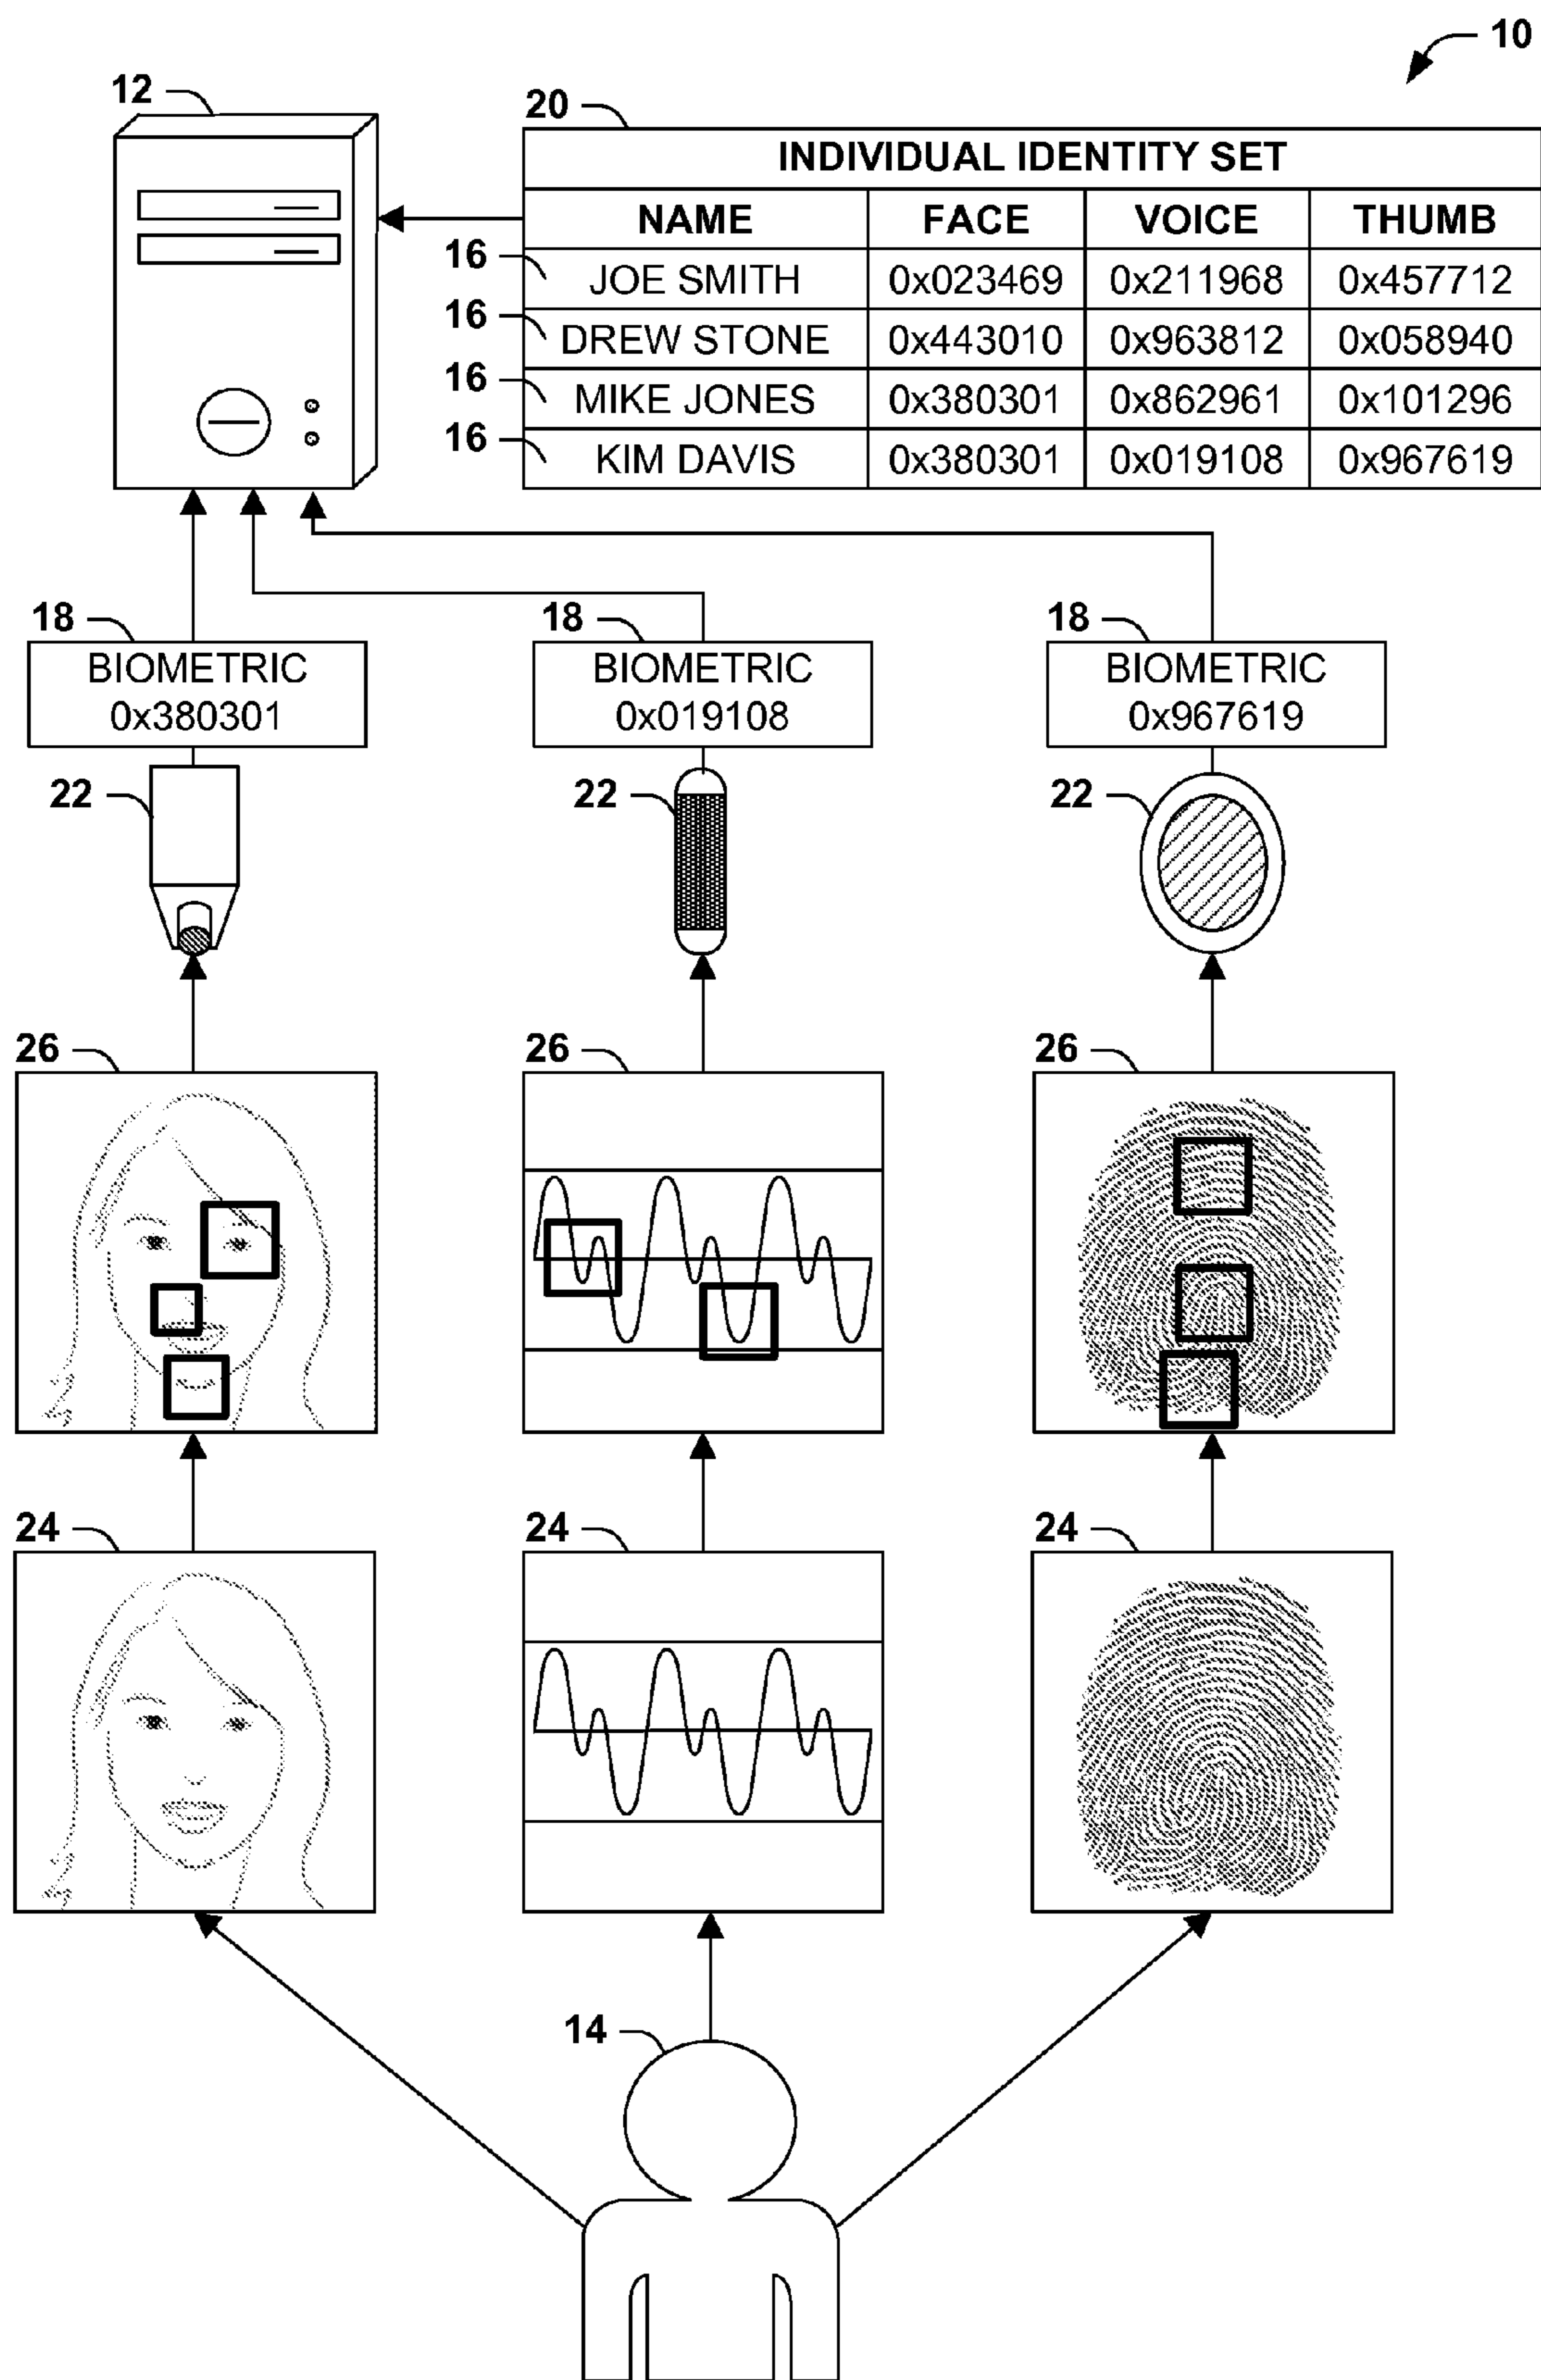 10
12
20
INDIVIDUAL IDENTITY SET
NAME FACE VOICE THUMB
16 JOE SMITH 0x023469 0x211968 0x457712
16 DREW STONE 0x443010 0x963812 0x058940
16 MIKE JONES 0x380301 0x862961 0x101296
16 KIM DAVIS 0x380301 0x019108 0x967619
18 18 18
BIOMETRIC BIOMETRIC BIOMETRIC
0x380301 0x019108 0x967619
22 22 22
26 26 26
24 24 24
14